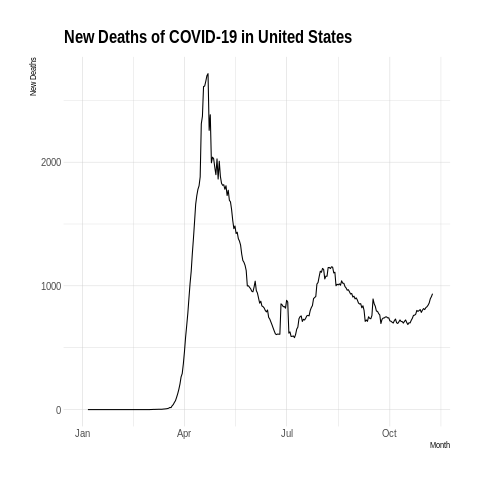 New Deaths of COVID-19 in United States
New Deaths
2000
1000
0
Jan
Apr
Jul
Oct
Month